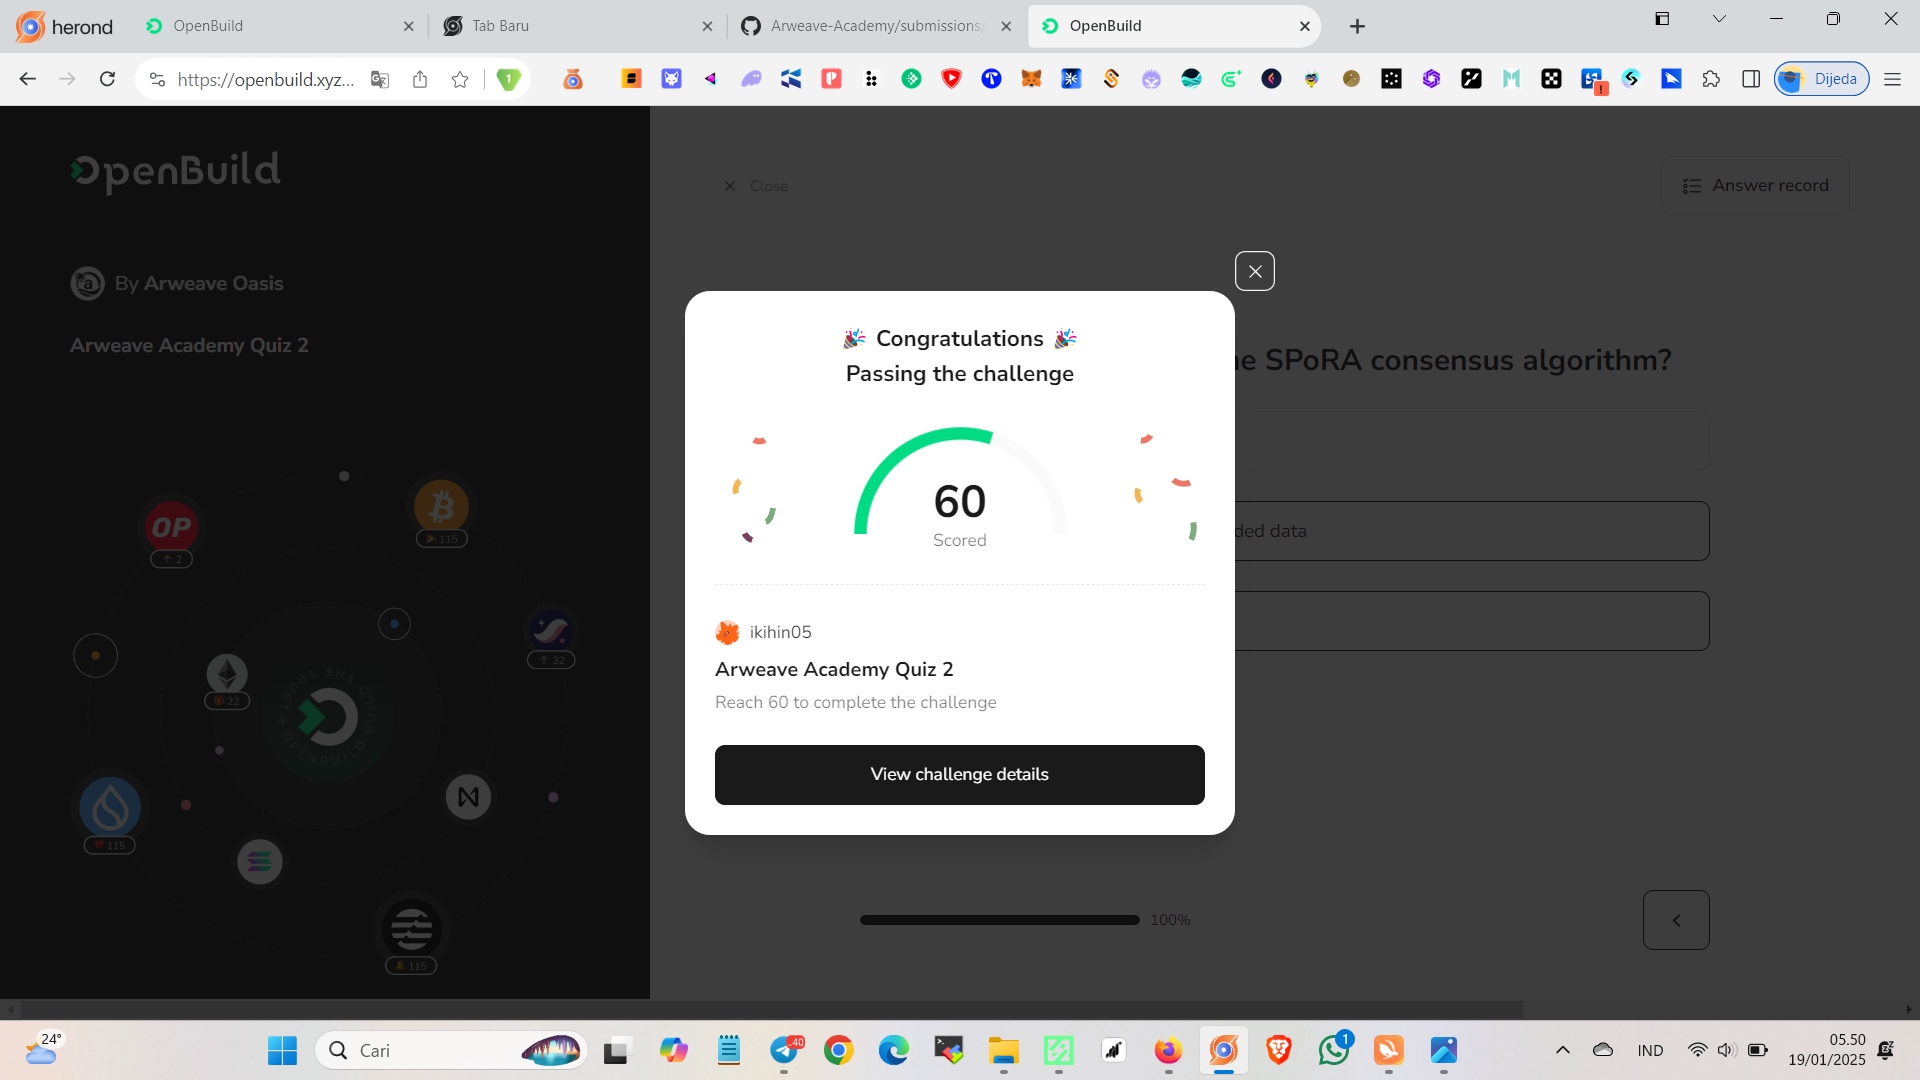 herond
OpenBuild
Tab Baru
Arweave-Academy/submissions/
OpenBuild
https://openbuild.xyz...
1
Dijeda
OpenBuild
Close
Answer record
By Arweave Oasis
Arweave Academy Quiz 2
he SPoRA consensus algorithm?
Congratulations
Passing the challenge
60
Scored
ded data
ikihin05
Arweave Academy Quiz 2
Reach 60 to complete the challenge
View challenge details
OP
2
115
32
22
115
115
100%
24°
Cari
40
1
IND
05.50
19/01/2025